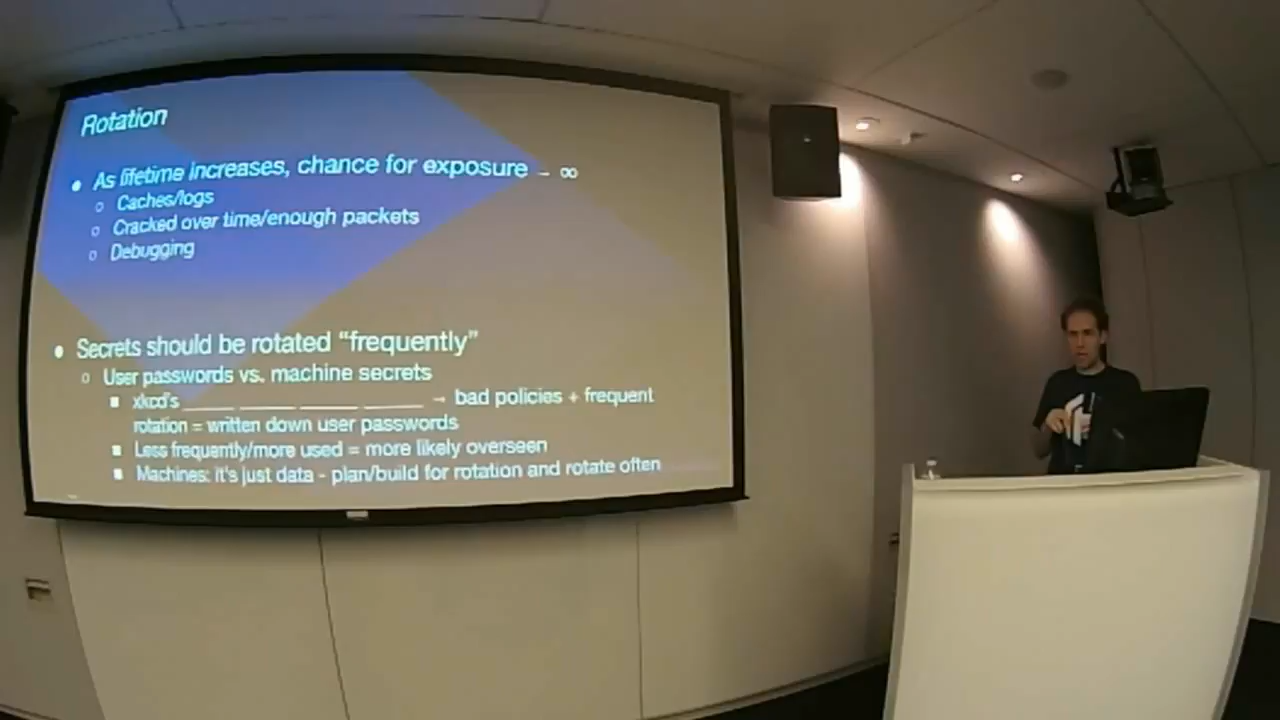 Rotation
● As lifetime increases, chance for exposure → ∞
○ Caches/logs
○ Cracked over time/enough packets
○ Debugging
● Secrets should be rotated “frequently”
○ User passwords vs. machine secrets
■ xkcd's ____ ____ ____ ____ → bad policies + frequent
rotation = written down user passwords
■ Less frequently/more used = more likely overseen
■ Machines: it's just data - plan/build for rotation and rotate often